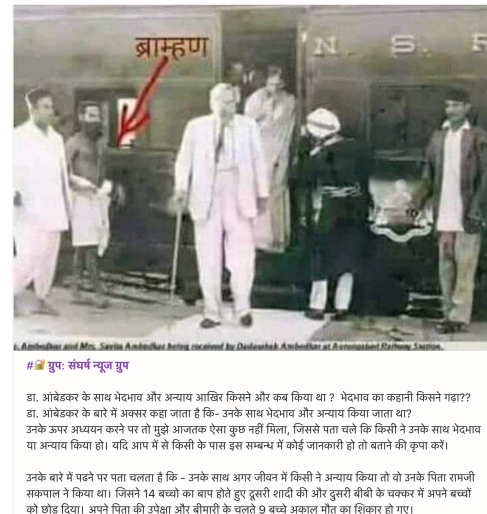 ब्राम्हण
N. S. R
. Ambedkar and Mrs. Savita Ambedkar being received by Dadasaheb Ambedkar at Aurangabad Railway Station.
#🔐 ग्रुप: संघर्ष न्यूज ग्रुप
डा. आंबेडकर के साथ भेदभाव और अन्याय आखिर किसने और कब किया था ? भेदभाव का कहानी किसने गढ़ा??
डा. आंबेडकर के बारे में अक्सर कहा जाता है कि- उनके साथ भेदभाव और अन्याय किया जाता था?
उनके ऊपर अध्ययन करने पर तो मुझे आजतक ऐसा कुछ नहीं मिला, जिससे पता चले कि किसी ने उनके साथ भेदभाव
या अन्याय किया हो। यदि आप में से किसी के पास इस सम्बन्ध में कोई जानकारी हो तो बताने की कृपा करें।
उनके बारे में पढने पर पता चलता है कि - उनके साथ अगर जीवन में किसी ने अन्याय किया तो वो उनके पिता रामजी
सकपाल ने किया था। जिसने 14 बच्चो का बाप होते हुए दूसरी शादी की और दुसरी बीबी के चक्कर में अपने बच्चों
को छोड़ दिया। अपने पिता की उपेक्षा और बीमारी के चलते 9 बच्चे अकाल मौत का शिकार हो गए।